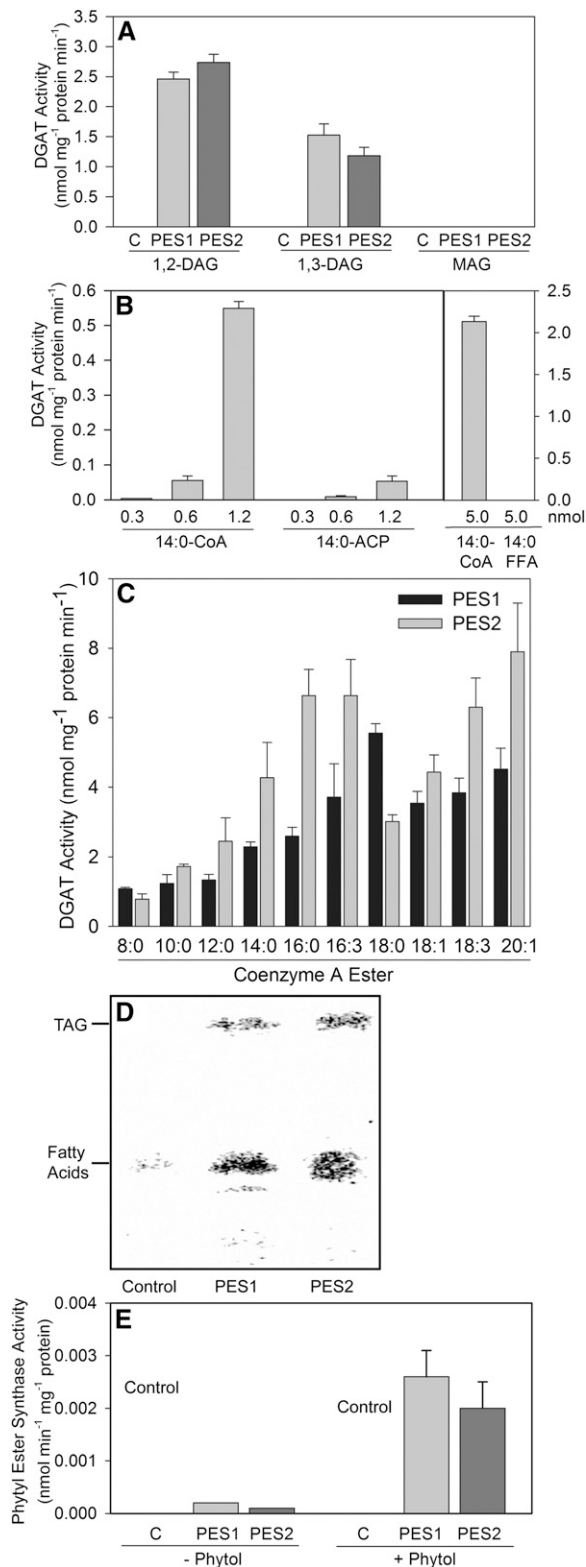 A
DGAT Activity
(nmol mg⁻¹ protein min⁻¹)
3.5
3.0
2.5
2.0
1.5
1.0
0.5
0.0
C PES1 PES2 C PES1 PES2 C PES1 PES2
1,2-DAG 1,3-DAG MAG
B
DGAT Activity
(nmol mg⁻¹ protein min⁻¹)
0.6
0.5
0.4
0.3
0.2
0.1
0.0
2.5
2.0
1.5
1.0
0.5
0.0
0.3 0.6 1.2 0.3 0.6 1.2 5.0 5.0 nmol
14:0-CoA 14:0-ACP 14:0- 14:0
CoA FFA
C
PES1
PES2
DGAT Activity (nmol mg⁻¹ protein min⁻¹)
10
8
6
4
2
0
8:0 10:0 12:0 14:0 16:0 16:3 18:0 18:1 18:3 20:1
Coenzyme A Ester
D
TAG
Fatty
Acids
Control PES1 PES2
E
Phytyl Ester Synthase Activity
(nmol min⁻¹ mg⁻¹ protein)
0.004
0.003
0.002
0.001
0.000
Control
Control
C PES1 PES2 C PES1 PES2
- Phytol + Phytol